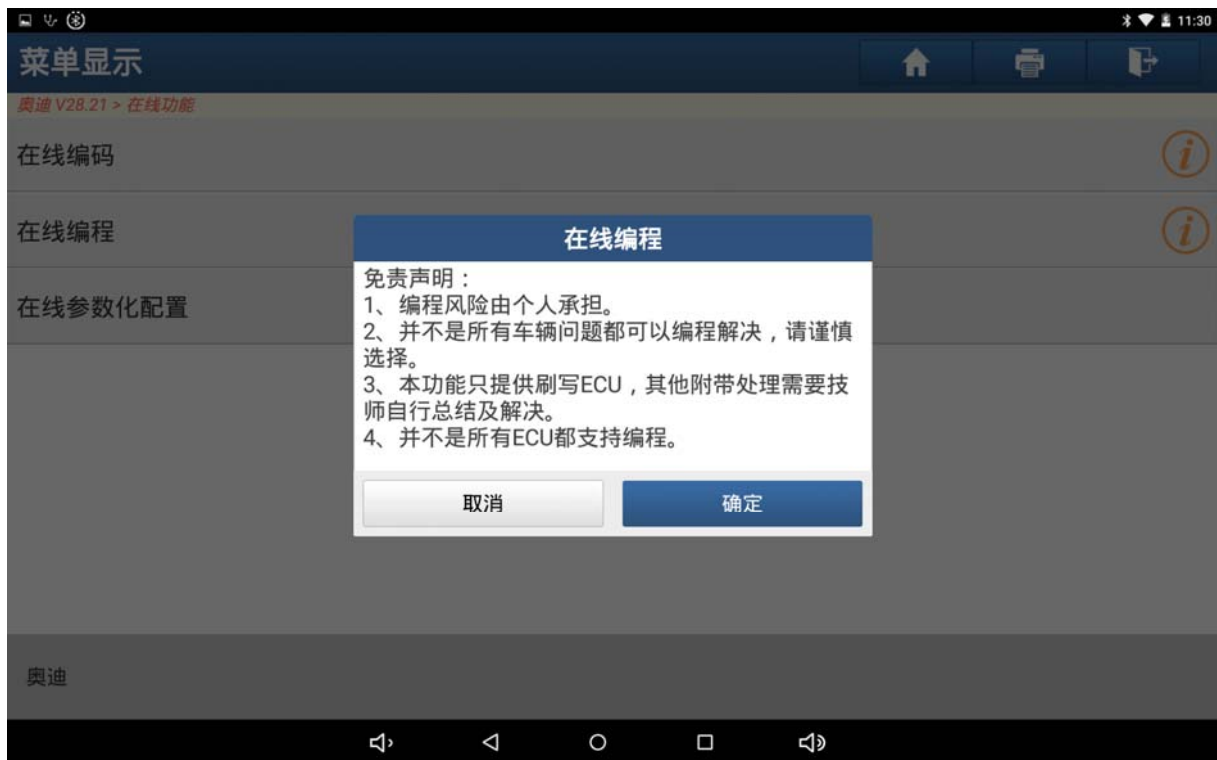 11:30
菜单显示
奥迪 V28.21 > 在线功能
在线编码
在线编程
在线参数化配置
在线编程
免责声明：
1、编程风险由个人承担。
2、并不是所有车辆问题都可以编程解决，请谨慎
选择。
3、本功能只提供刷写ECU，其他附带处理需要技
师自行总结及解决。
4、并不是所有ECU都支持编程。
取消
确定
奥迪